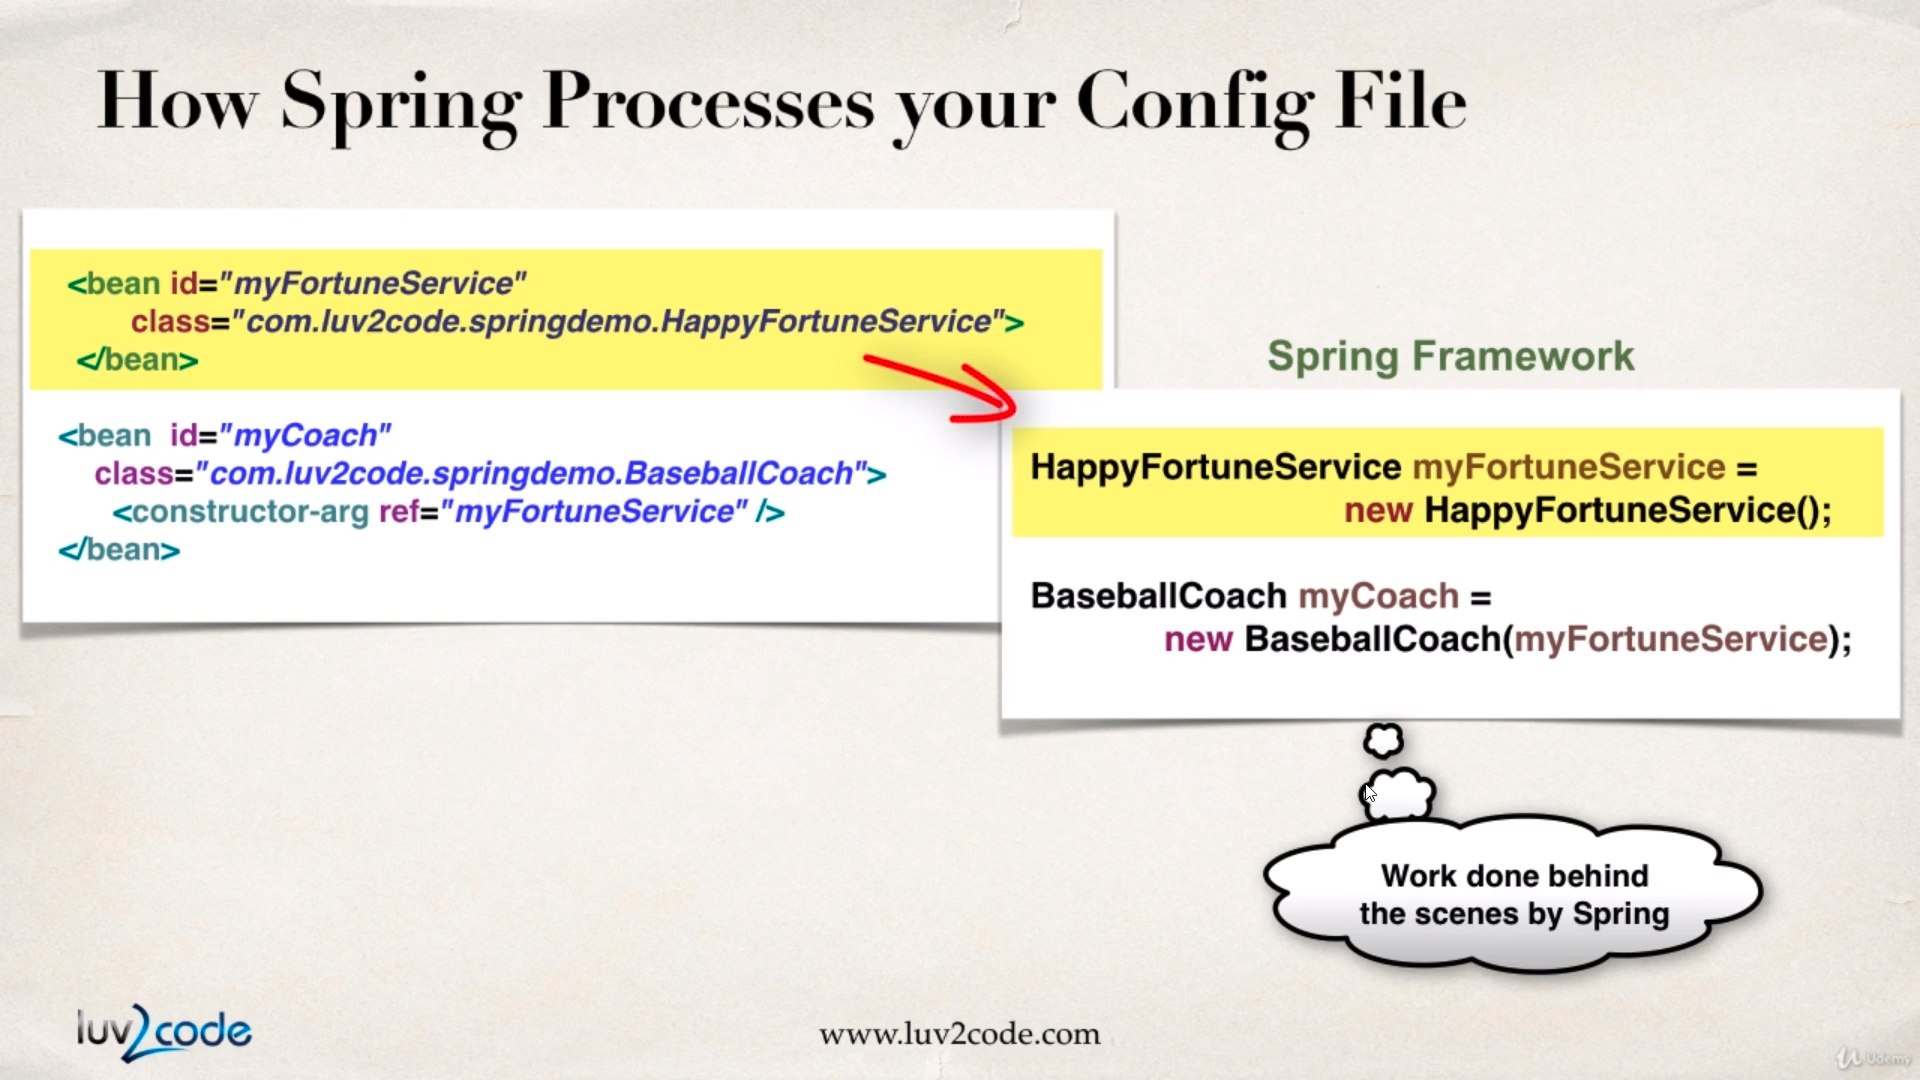 How Spring Processes your Config File
<bean id="myFortuneService"
class="com.luv2code.springdemo.HappyFortuneService">
</bean>
<bean id="myCoach"
class="com.luv2code.springdemo.BaseballCoach">
<constructor-arg ref="myFortuneService" />
</bean>
Spring Framework
HappyFortuneService myFortuneService =
new HappyFortuneService();
BaseballCoach myCoach =
new BaseballCoach(myFortuneService);
Work done behind
the scenes by Spring
luv2code
www.luv2code.com
Udemy